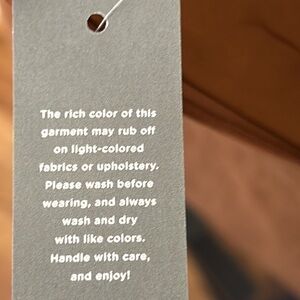 The rich color of this
garment may rub off
on light-colored
fabrics or upholstery.
Please wash before
wearing, and always
wash and dry
with like colors.
Handle with care,
and enjoy!